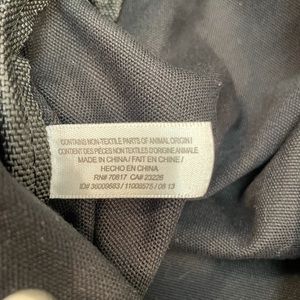 CONTAINS NON-TEXTILE PARTS OF ANIMAL ORIGIN /
CONTIENT DES PIÈCES NON TEXTILES D'ORIGINE ANIMALE.
MADE IN CHINA / FAIT EN CHINE /
HECHO EN CHINA
RN# 70817 CA# 23226
ID# 36009683 / 11008575 / 08 13